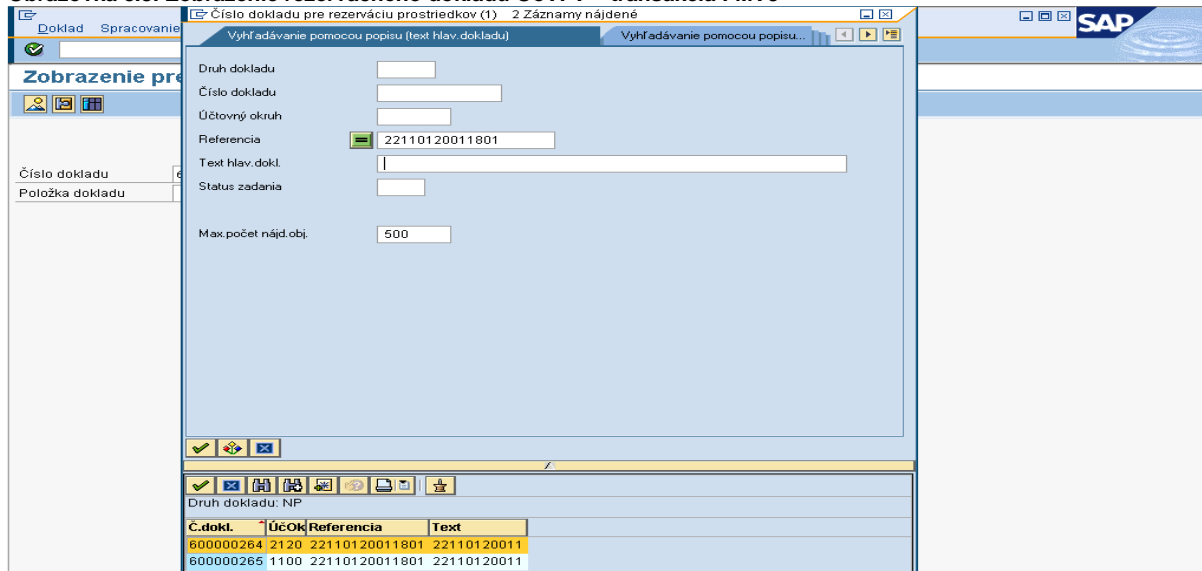 Číslo dokladu pre rezerváciu prostriedkov (1) 2 Záznamy nájdené
Doklad Spracovanie
SAP
Vyhľadávanie pomocou popisu (text hlav.dokladu)
Vyhľadávanie pomocou popisu...
Zobrazenie pre
Druh dokladu
Číslo dokladu
Účtovný okruh
Referencia 22110120011801
Text hlav.dokl.
Číslo dokladu
Status zadania
Položka dokladu
Max.počet nájd.obj. 500
Druh dokladu: NP
Č.dokl. ÚčOk Referencia Text
600000264 2120 22110120011801 22110120011
600000265 1100 22110120011801 22110120011